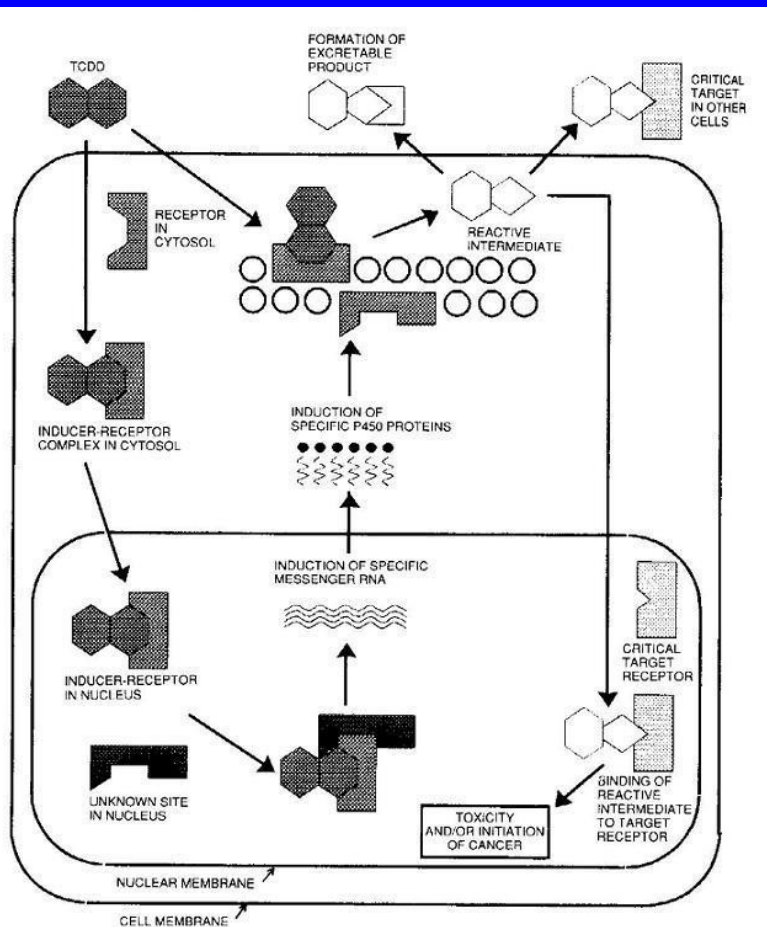 FORMATION OF
EXCRETABLE
PRODUCT
TCDD
CRITICAL
TARGET
IN OTHER
CELLS
RECEPTOR
IN
CYTOSOL
REACTIVE
INTERMEDIATE
INDUCER-RECEPTOR
COMPLEX IN CYTOSOL
INDUCTION OF
SPECIFIC P450 PROTEINS
INDUCTION OF SPECIFIC
MESSENGER RNA
CRITICAL
TARGET
RECEPTOR
INDUCER-RECEPTOR
IN NUCLEUS
UNKNOWN SITE
IN NUCLEUS
BINDING OF
REACTIVE
INTERMEDIATE
TO TARGET
RECEPTOR
TOXICITY
AND/OR INITIATION
OF CANCER
NUCLEAR MEMBRANE
CELL MEMBRANE